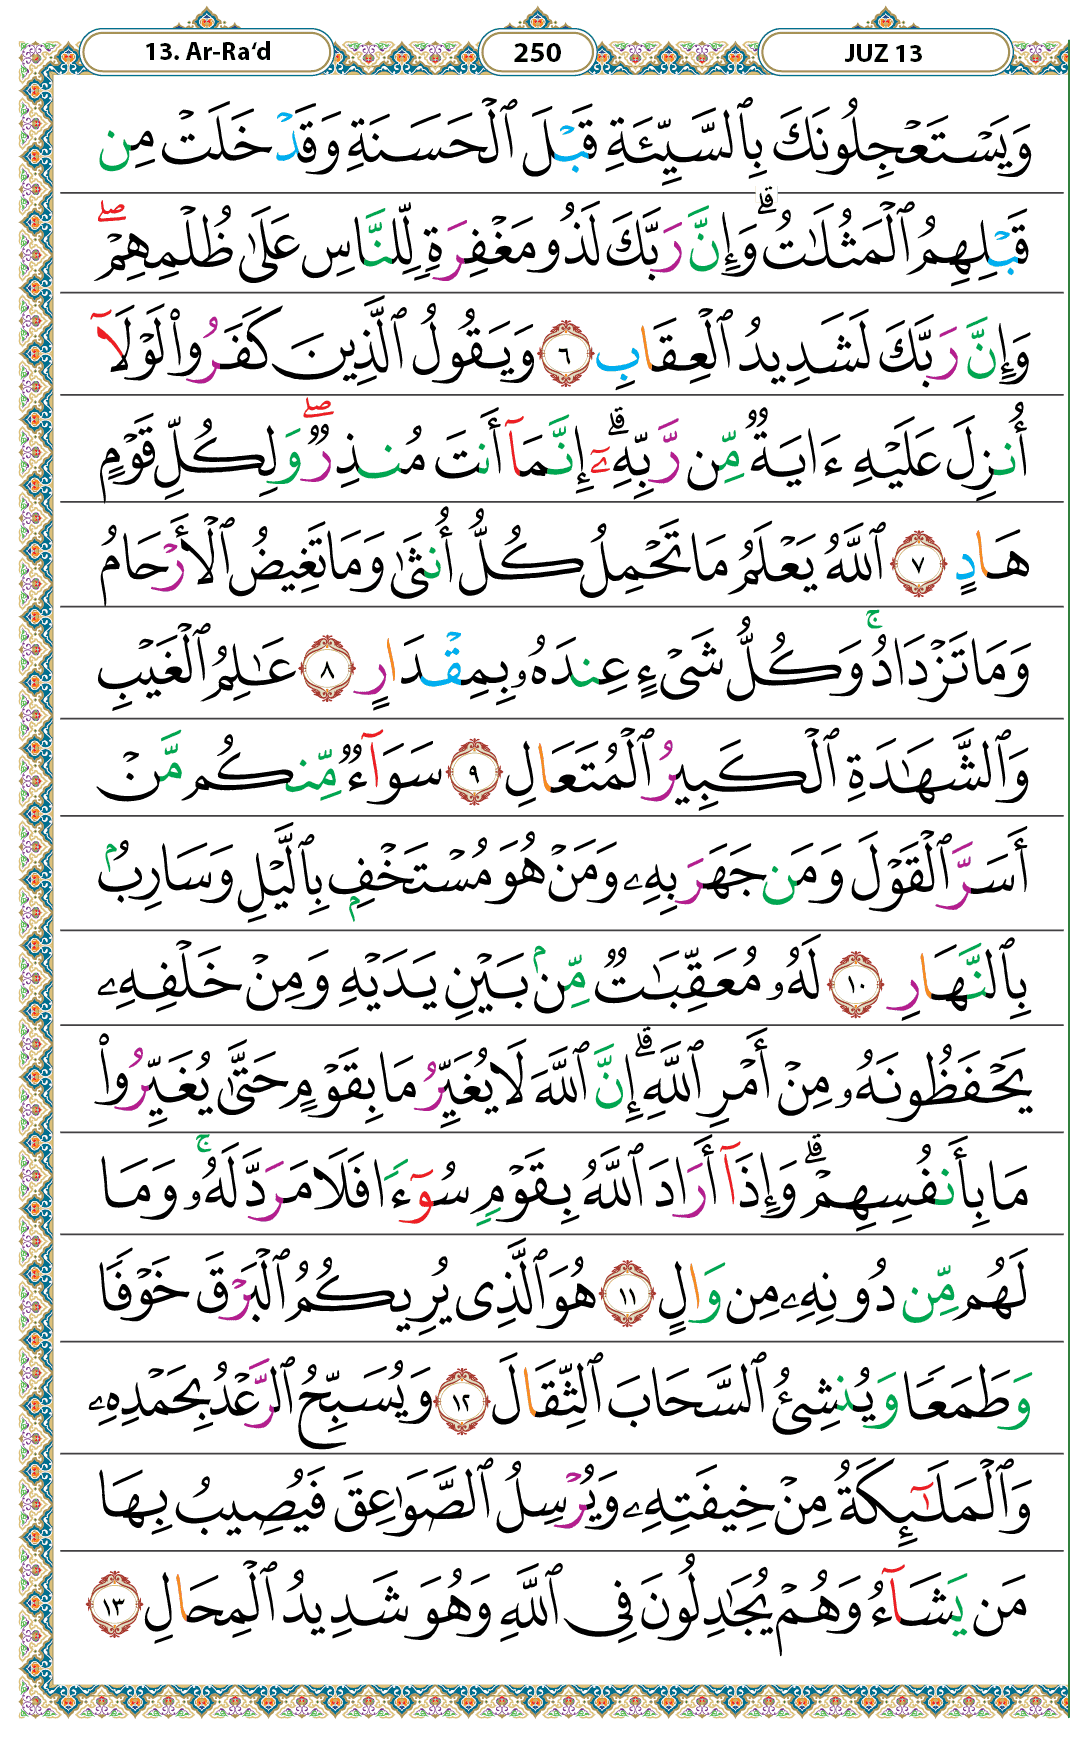 13. Ar-Ra‘d 250 JUZ 13
وَيَسْتَعْجِلُونَكَ بِٱلسَّيِّئَةِ قَبْلَ ٱلْحَسَنَةِ وَقَدْ خَلَتْ مِن
قَبْلِهِمُ ٱلْمَثُلَٰتُ ۗ وَإِنَّ رَبَّكَ لَذُو مَغْفِرَةٍ لِّلنَّاسِ عَلَىٰ ظُلْمِهِمْ ۖ
وَإِنَّ رَبَّكَ لَشَدِيدُ ٱلْعِقَابِ ٦ وَيَقُولُ ٱلَّذِينَ كَفَرُوا۟ لَوْلَآ
أُنزِلَ عَلَيْهِ ءَايَةٌ مِّن رَّبِّهِۦٓ ۗ إِنَّمَآ أَنتَ مُنذِرٌ ۖ وَلِكُلِّ قَوْمٍ
هَادٍ ٧ ٱللَّهُ يَعْلَمُ مَا تَحْمِلُ كُلُّ أُنثَىٰ وَمَا تَغِيضُ ٱلْأَرْحَامُ
وَمَا تَزْدَادُ ۚ وَكُلُّ شَىْءٍ عِندَهُۥ بِمِقْدَارٍ ٨ عَٰلِمُ ٱلْغَيْبِ
وَٱلشَّهَٰدَةِ ٱلْكَبِيرُ ٱلْمُتَعَالِ ٩ سَوَآءٌ مِّنكُم مَّنْ
أَسَرَّ ٱلْقَوْلَ وَمَن جَهَرَ بِهِۦ وَمَنْ هُوَ مُسْتَخْفٍۭ بِٱلَّيْلِ وَسَارِبٌۢ
بِٱلنَّهَارِ ١٠ لَهُۥ مُعَقِّبَٰتٌ مِّنۢ بَيْنِ يَدَيْهِ وَمِنْ خَلْفِهِۦ
يَحْفَظُونَهُۥ مِنْ أَمْرِ ٱللَّهِ ۗ إِنَّ ٱللَّهَ لَا يُغَيِّرُ مَا بِقَوْمٍ حَتَّىٰ يُغَيِّرُوا۟
مَا بِأَنفُسِهِمْ ۗ وَإِذَآ أَرَادَ ٱللَّهُ بِقَوْمٍ سُوٓءًا فَلَا مَرَدَّ لَهُۥ ۚ وَمَا
لَهُم مِّن دُونِهِۦ مِن وَالٍ ١١ هُوَ ٱلَّذِى يُرِيكُمُ ٱلْبَرْقَ خَوْفًا
وَطَمَعًا وَيُنشِئُ ٱلسَّحَابَ ٱلثِّقَالَ ١٢ وَيُسَبِّحُ ٱلرَّعْدُ بِحَمْدِهِۦ
وَٱلْمَلَٰٓئِكَةُ مِنْ خِيفَتِهِۦ وَيُرْسِلُ ٱلصَّوَٰعِقَ فَيُصِيبُ بِهَا
مَن يَشَآءُ وَهُمْ يُجَٰدِلُونَ فِى ٱللَّهِ وَهُوَ شَدِيدُ ٱلْمِحَالِ ١٣